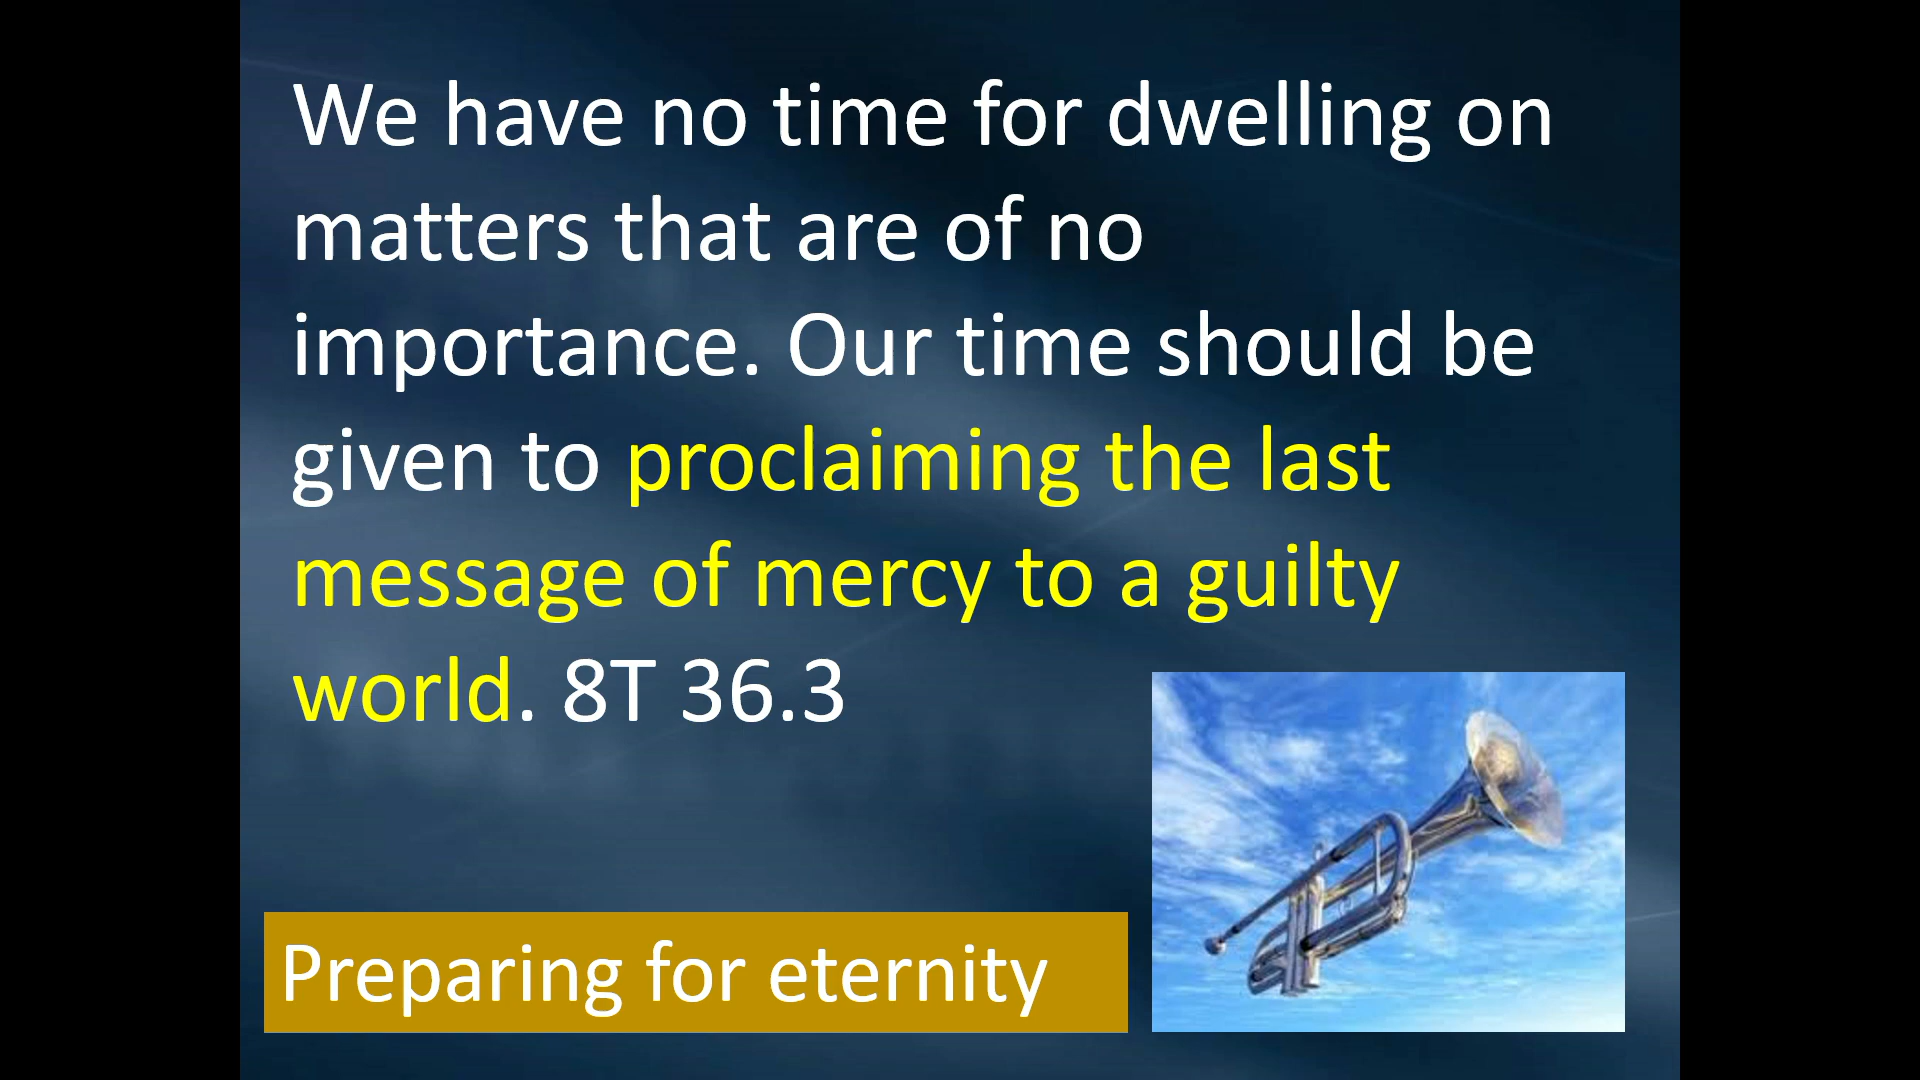 We have no time for dwelling on
matters that are of no
importance. Our time should be
given to proclaiming the last
message of mercy to a guilty
world. 8T 36.3
Preparing for eternity